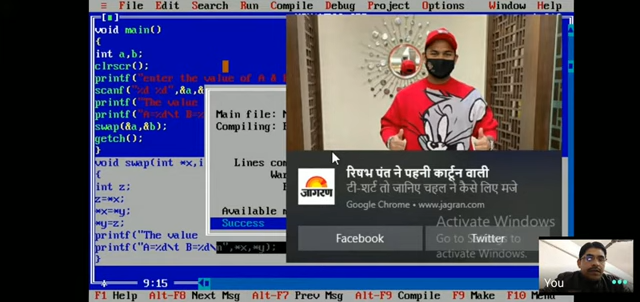 File Edit Search Run Compile Debug Project Options Window Help
void main()
{
int a,b;
clrscr();
printf("enter the value of A & B
scanf("%d %d",&a,&
printf("The value
swap(&a,&b);
getch();
}
void swap(int *x,i
{
int z;
z=*x;
*x=*y;
*y=z;
printf("The value
printf("A=%d\t B=%d\n",*x,*y);
}
9:15
Main file:
Compiling:
Lines com
War
Available m
Success
रिषभ पंत ने पहनी कार्टून वाली
टी-शर्ट तो जानिए चहल ने कैसे लिए मजे
जागरण
Google Chrome • www.jagran.com
Facebook
Twitter
Activate Windows
Go to Settings to
activate Windows.
You
F1 Help Alt-F8 Next Msg Alt-F7 Prev Msg Alt-F9 Compile F9 Make F10 Menu